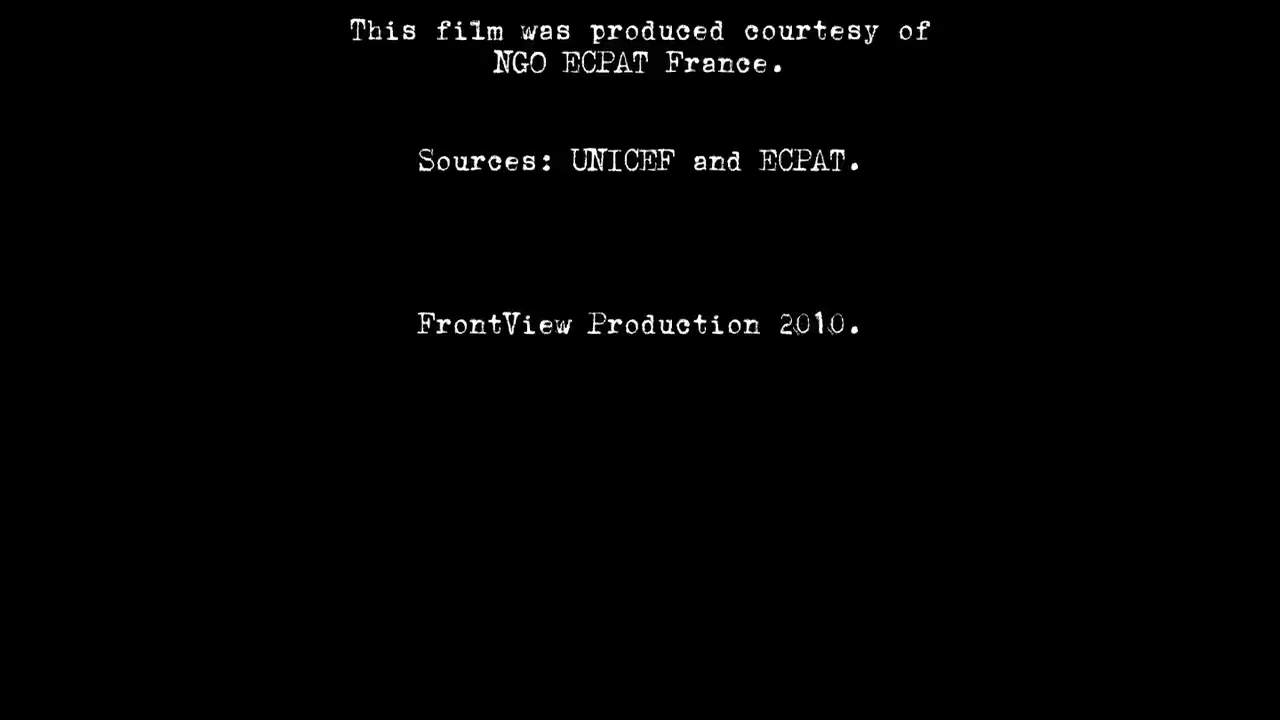 This film was produced courtesy of
NGO ECPAT France.
Sources: UNICEF and ECPAT.
FrontView Production 2010.